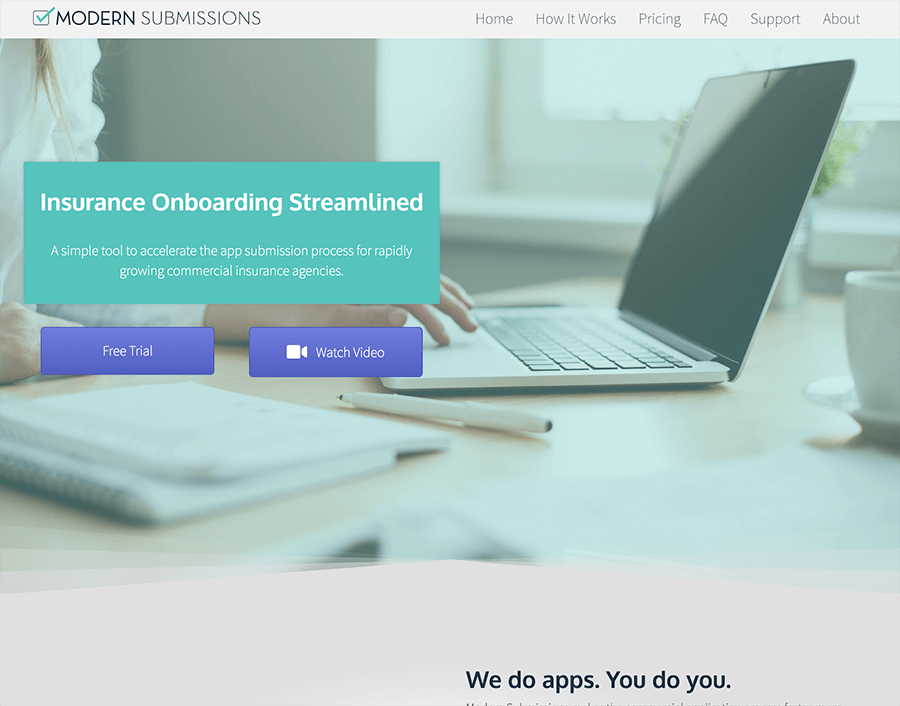 MODERN SUBMISSIONS
Home How It Works Pricing FAQ Support About
Insurance Onboarding Streamlined
A simple tool to accelerate the app submission process for rapidly
growing commercial insurance agencies.
Free Trial
Watch Video
We do apps. You do you.